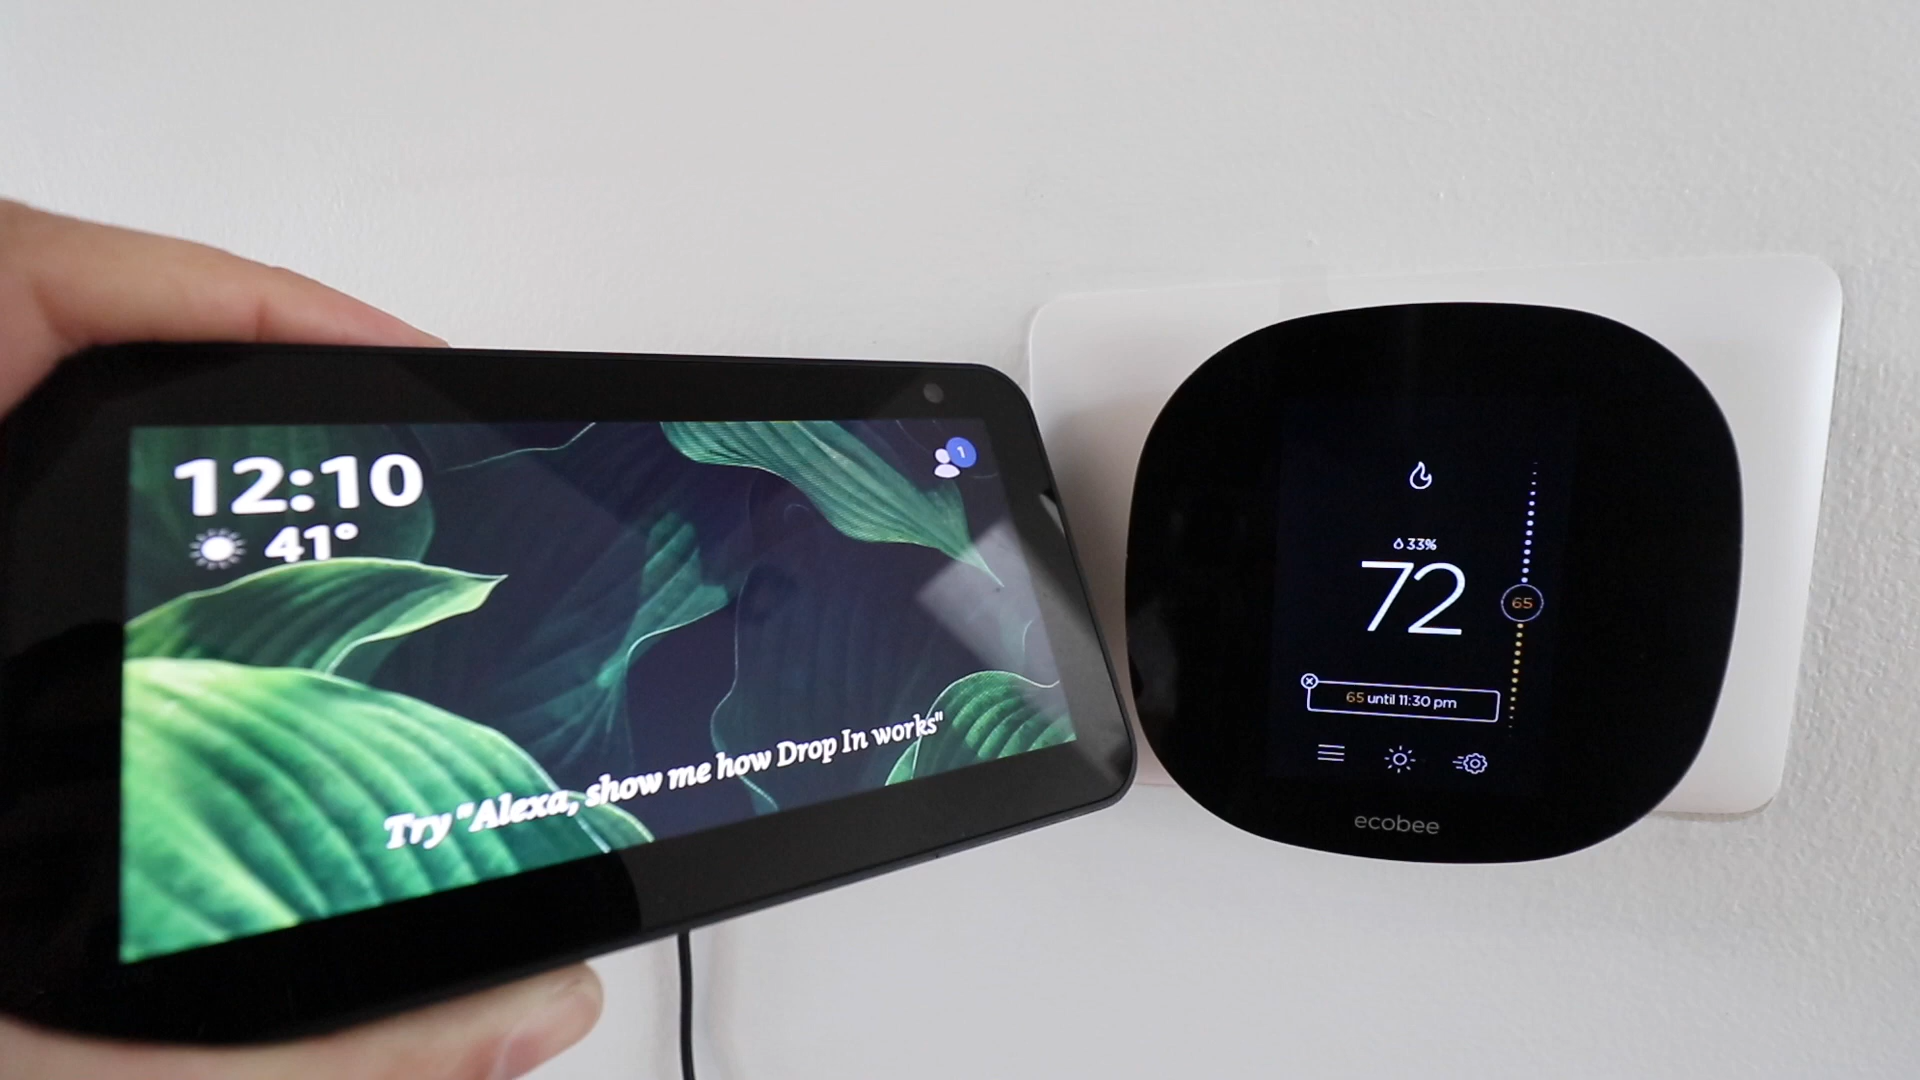 12:10
41°
1
Try "Alexa, show me how Drop In works"
33%
72
65
65 until 11:30 pm
ecobee